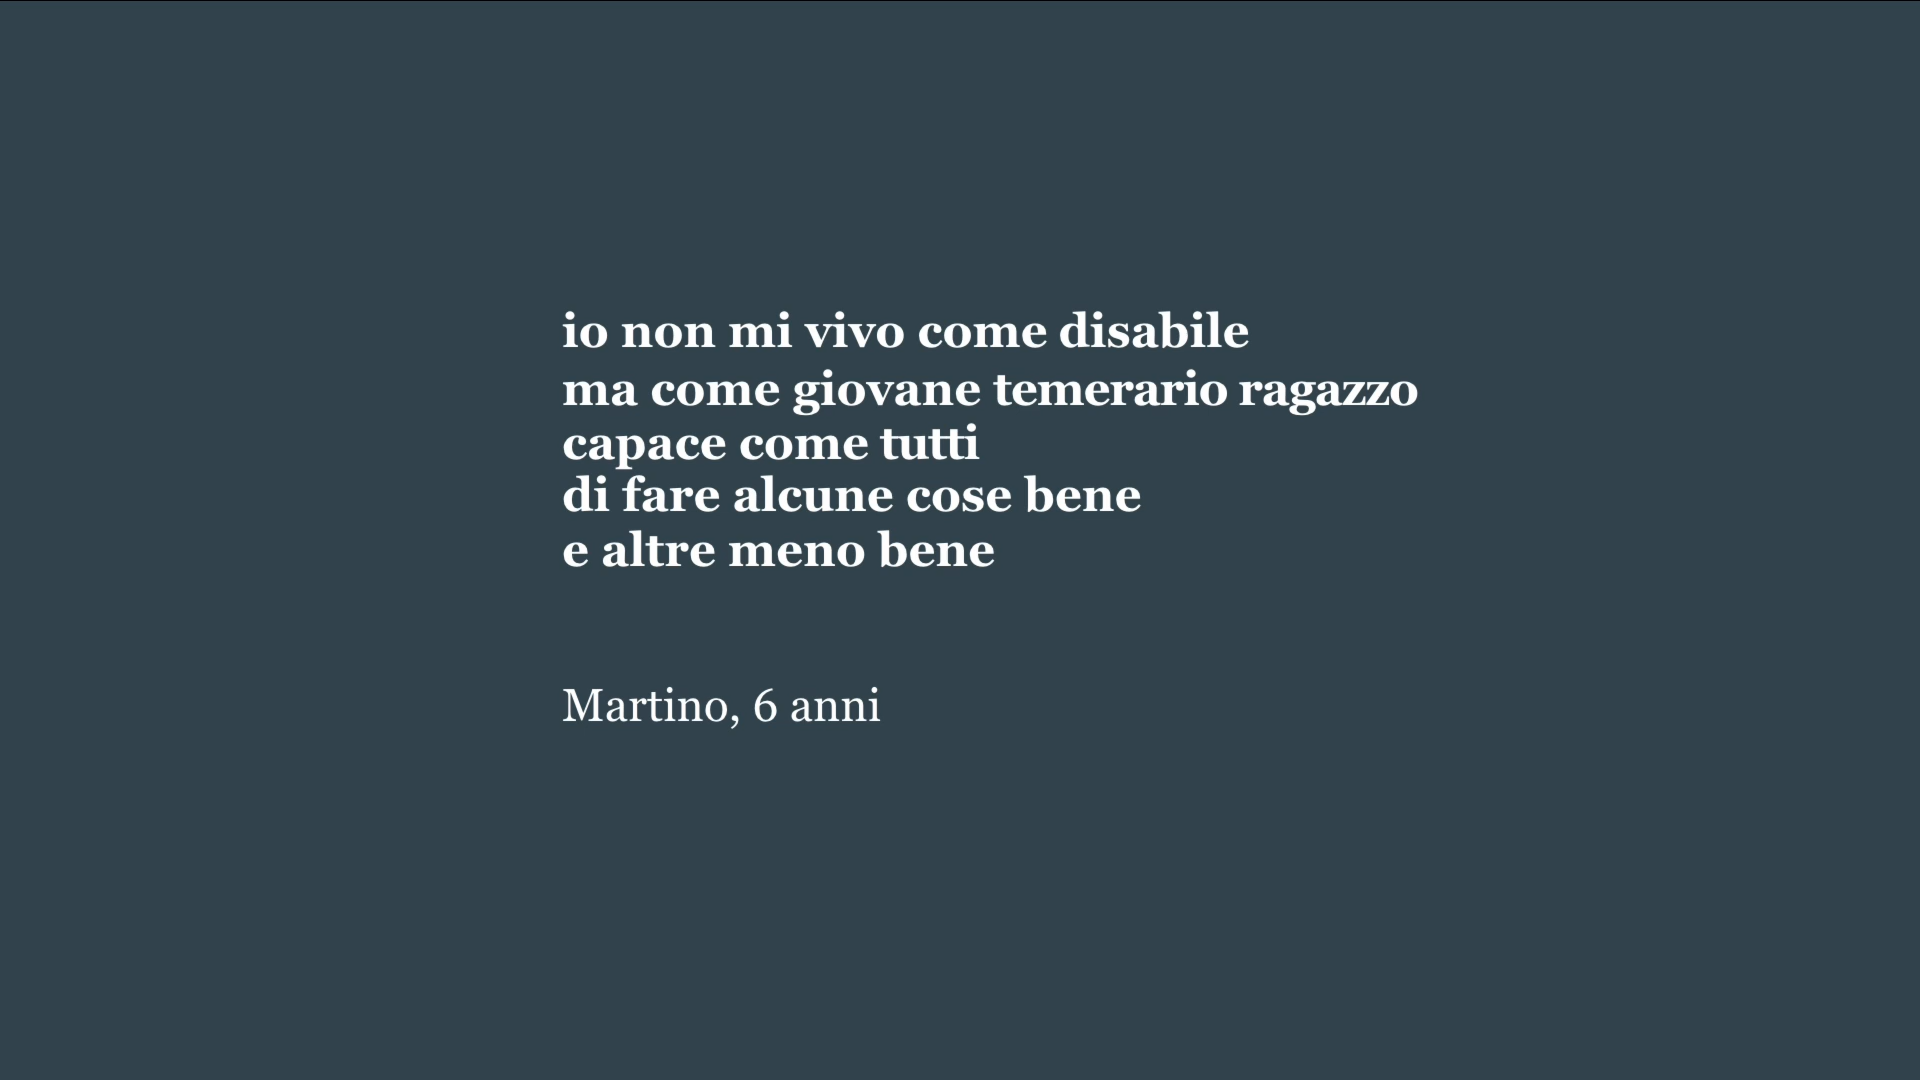 io non mi vivo come disabile
ma come giovane temerario ragazzo
capace come tutti
di fare alcune cose bene
e altre meno bene
Martino, 6 anni